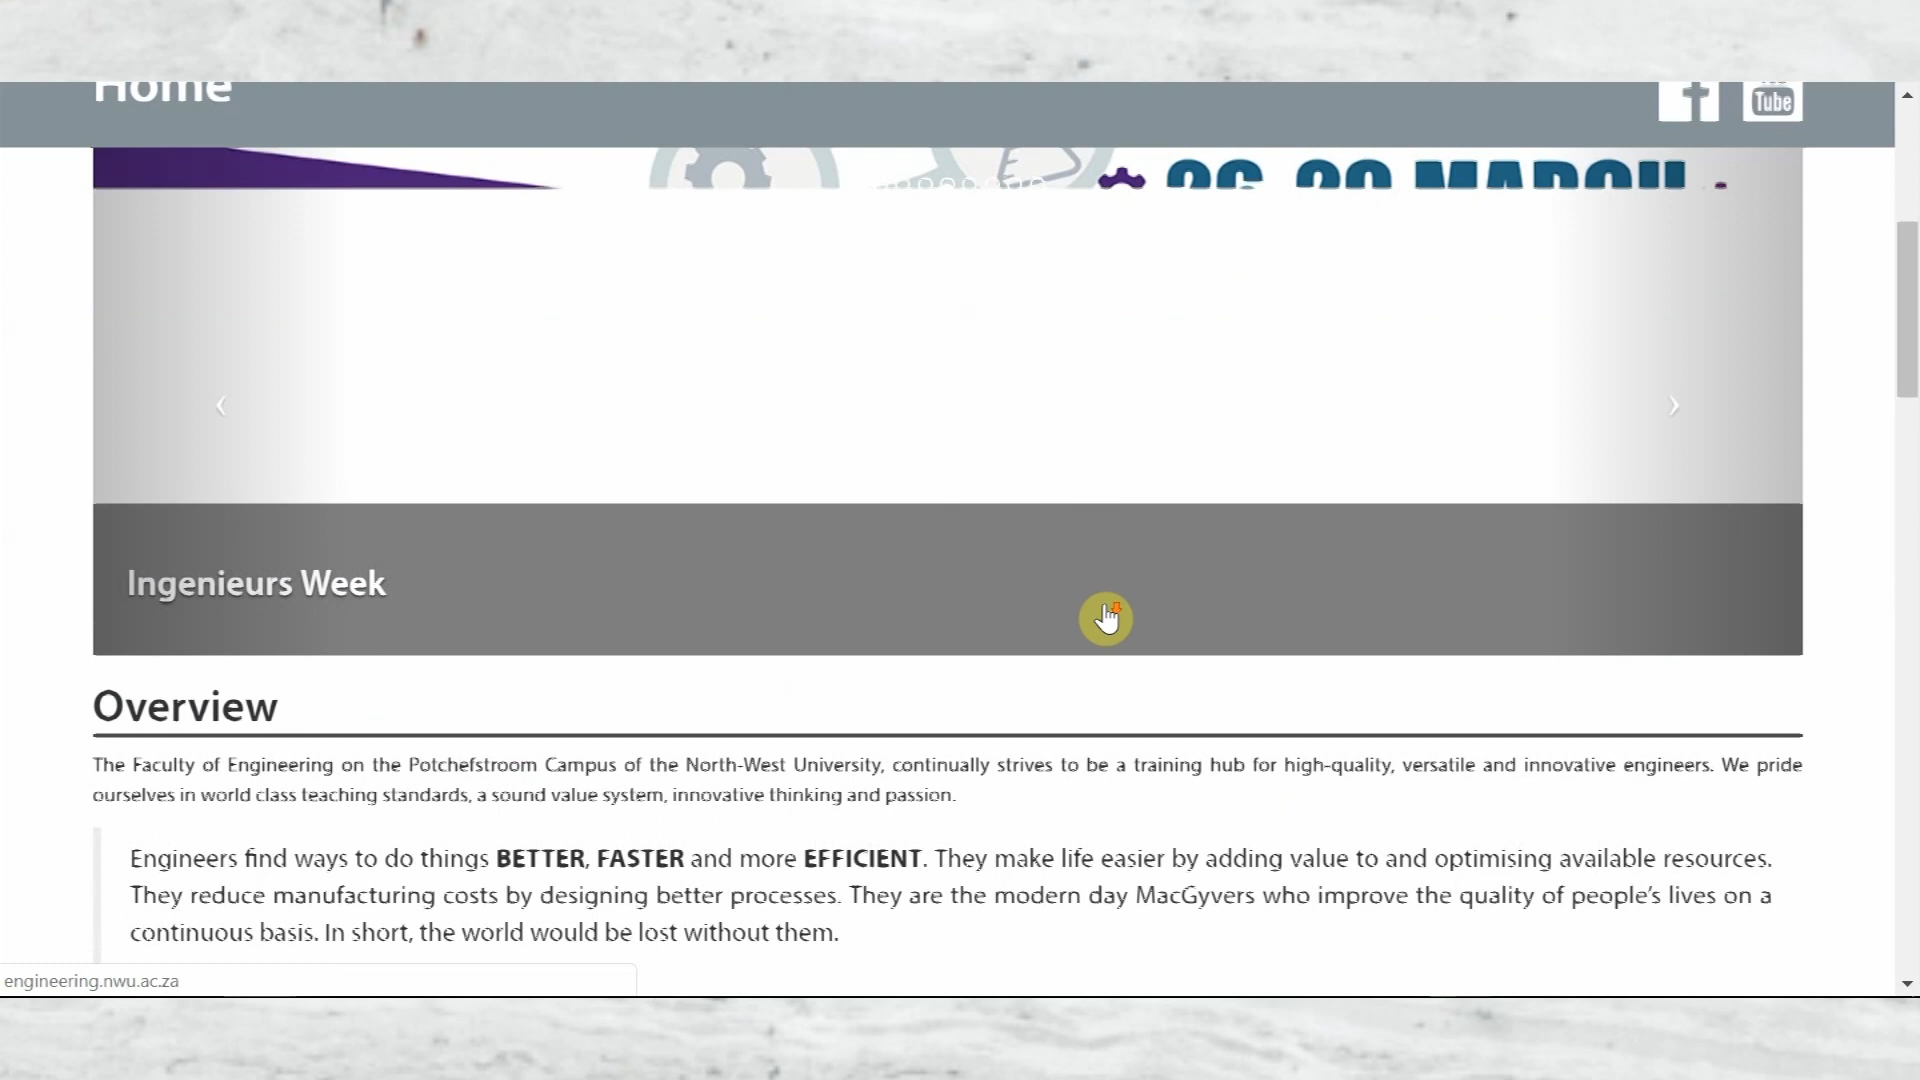 Home
Tube
MARCH
Ingenieurs Week
Overview
The Faculty of Engineering on the Potchefstroom Campus of the North-West University, continually strives to be a training hub for high-quality, versatile and innovative engineers. We pride
ourselves in world class teaching standards, a sound value system, innovative thinking and passion.
Engineers find ways to do things BETTER, FASTER and more EFFICIENT. They make life easier by adding value to and optimising available resources.
They reduce manufacturing costs by designing better processes. They are the modern day MacGyvers who improve the quality of people's lives on a
continuous basis. In short, the world would be lost without them.
engineering.nwu.ac.za